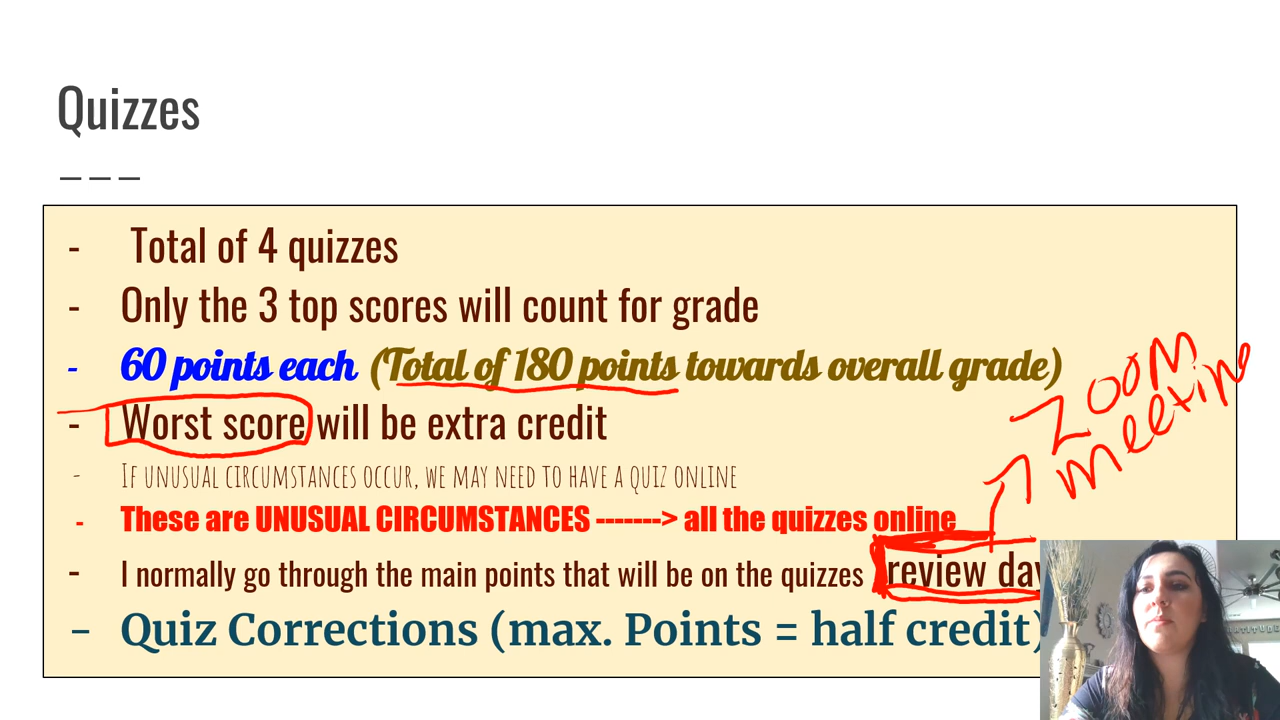 Quizzes
- Total of 4 quizzes
- Only the 3 top scores will count for grade
- 60 points each (Total of 180 points towards overall grade)
- Worst score will be extra credit
- If unusual circumstances occur, we may need to have a quiz online
- These are UNUSUAL CIRCUMSTANCES -------> all the quizzes online
- I normally go through the main points that will be on the quizzes review day
- Quiz Corrections (max. Points = half credit)
ZOOM
meeting